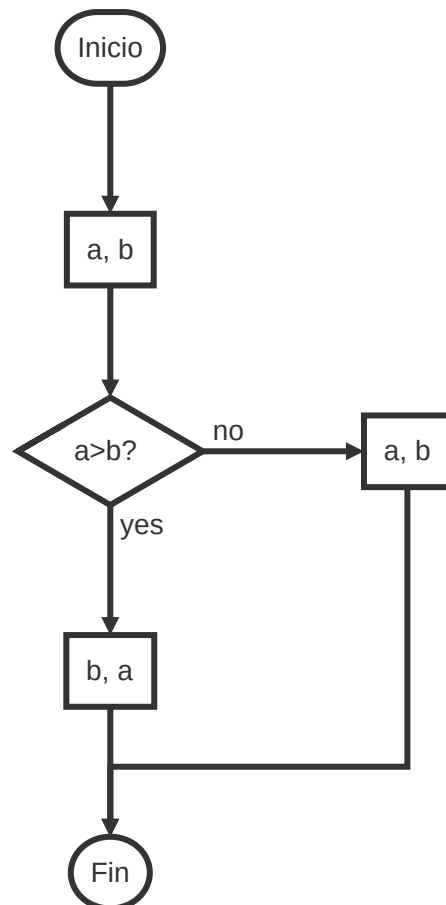 Inicio
a, b
a>b?
no
a, b
yes
b, a
Fin